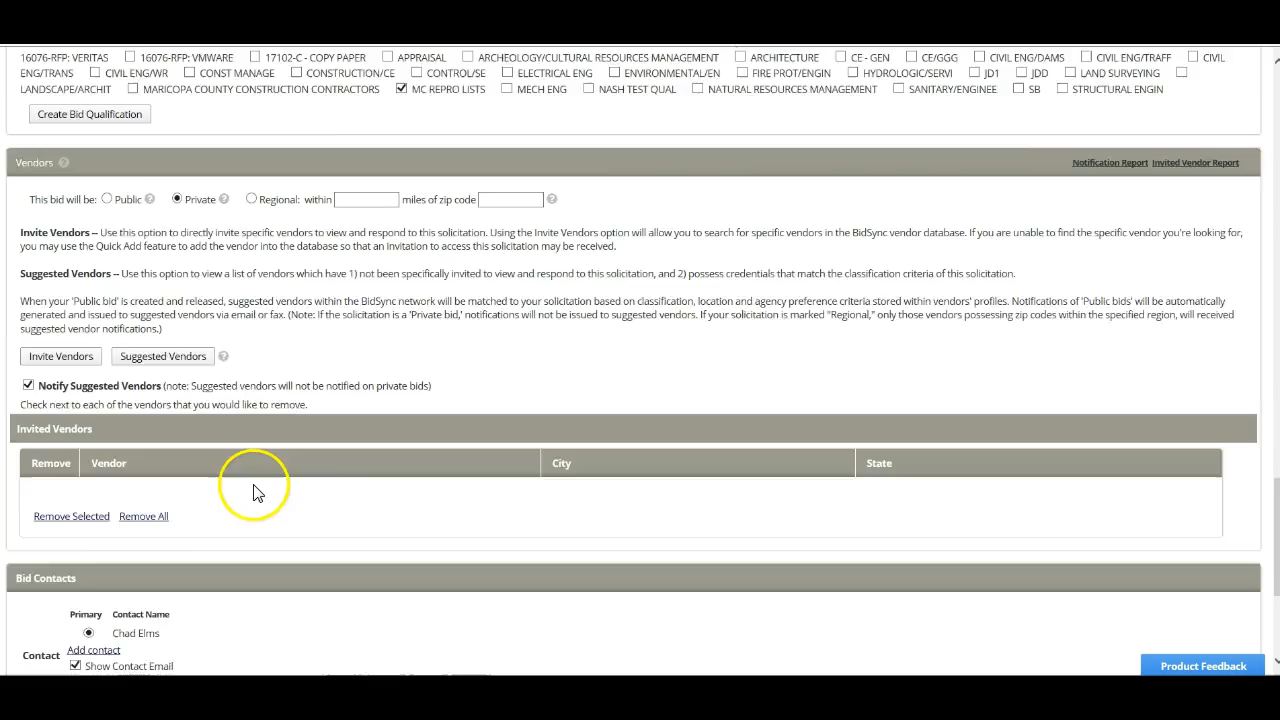 16076-RFP: VERITAS 16076-RFP: VMWARE 17102-C - COPY PAPER APPRAISAL ARCHEOLOGY/CULTURAL RESOURCES MANAGEMENT ARCHITECTURE CE - GEN CE/GGG CIVIL ENG/DAMS CIVIL ENG/TRAFF CIVIL
ENG/TRANS CIVIL ENG/WR CONST MANAGE CONSTRUCTION/CE CONTROL/SE ELECTRICAL ENG ENVIRONMENTAL/EN FIRE PROT/ENGIN HYDROLOGIC/SERVI JD1 JDD LAND SURVEYING
LANDSCAPE/ARCHIT MARICOPA COUNTY CONSTRUCTION CONTRACTORS MC REPRO LISTS MECH ENG NASH TEST QUAL NATURAL RESOURCES MANAGEMENT SANITARY/ENGINEE SB STRUCTURAL ENGIN
Create Bid Qualification
Vendors ? Notification Report Invited Vendor Report
This bid will be: Public ? Private ? Regional: within miles of zip code ?
Invite Vendors -- Use this option to directly invite specific vendors to view and respond to this solicitation. Using the Invite Vendors option will allow you to search for specific vendors in the BidSync vendor database. If you are unable to find the specific vendor you're looking for,
you may use the Quick Add feature to add the vendor into the database so that an Invitation to access this solicitation may be received.
Suggested Vendors -- Use this option to view a list of vendors which have 1) not been specifically invited to view and respond to this solicitation, and 2) possess credentials that match the classification criteria of this solicitation.
When your 'Public bid' is created and released, suggested vendors within the BidSync network will be matched to your solicitation based on classification, location and agency preference criteria stored within vendors' profiles. Notifications of 'Public bids' will be automatically
generated and issued to suggested vendors via email or fax. (Note: If the solicitation is a 'Private bid,' notifications will not be issued to suggested vendors. If your solicitation is marked "Regional," only those vendors possessing zip codes within the specified region, will received
suggested vendor notifications.)
Invite Vendors Suggested Vendors ?
Notify Suggested Vendors (note: Suggested vendors will not be notified on private bids)
Check next to each of the vendors that you would like to remove.
Invited Vendors
Remove Vendor City State
Remove Selected Remove All
Bid Contacts
Primary Contact Name
Chad Elms
Contact Add contact
Show Contact Email
Product Feedback